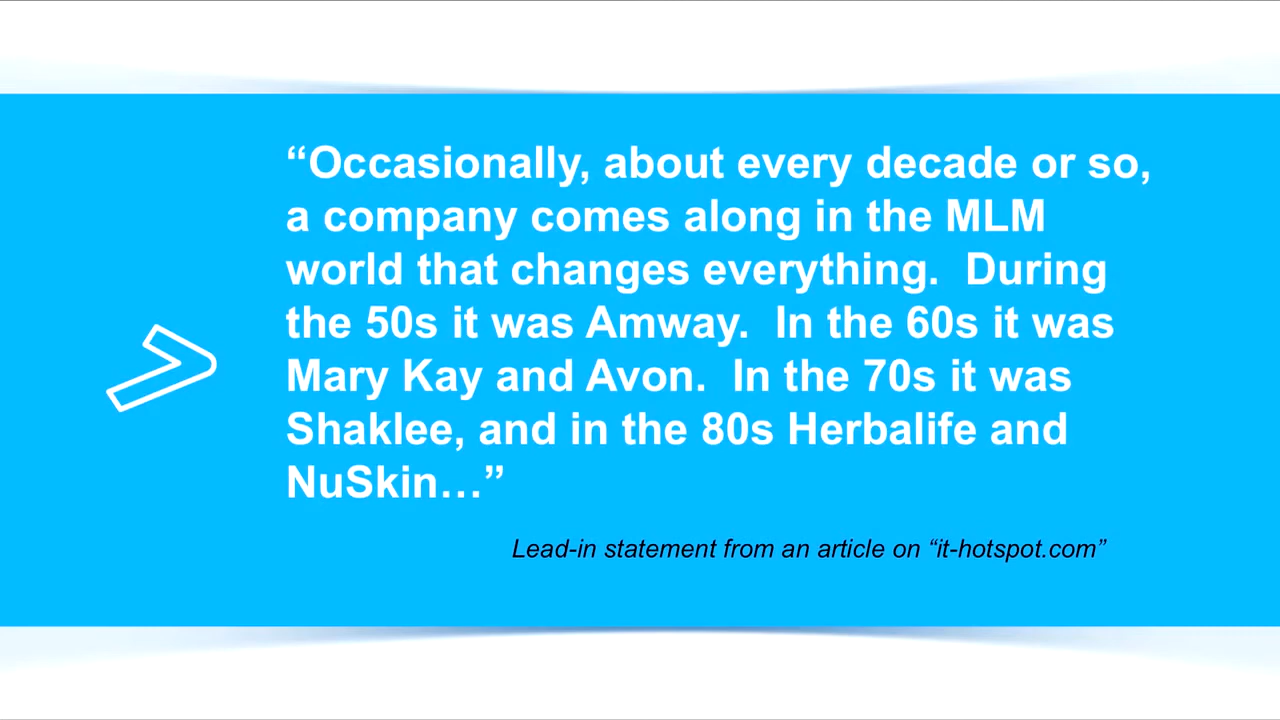 “Occasionally, about every decade or so,
a company comes along in the MLM
world that changes everything.  During
the 50s it was Amway.  In the 60s it was
Mary Kay and Avon.  In the 70s it was
Shaklee, and in the 80s Herbalife and
NuSkin…”
Lead-in statement from an article on “it-hotspot.com”